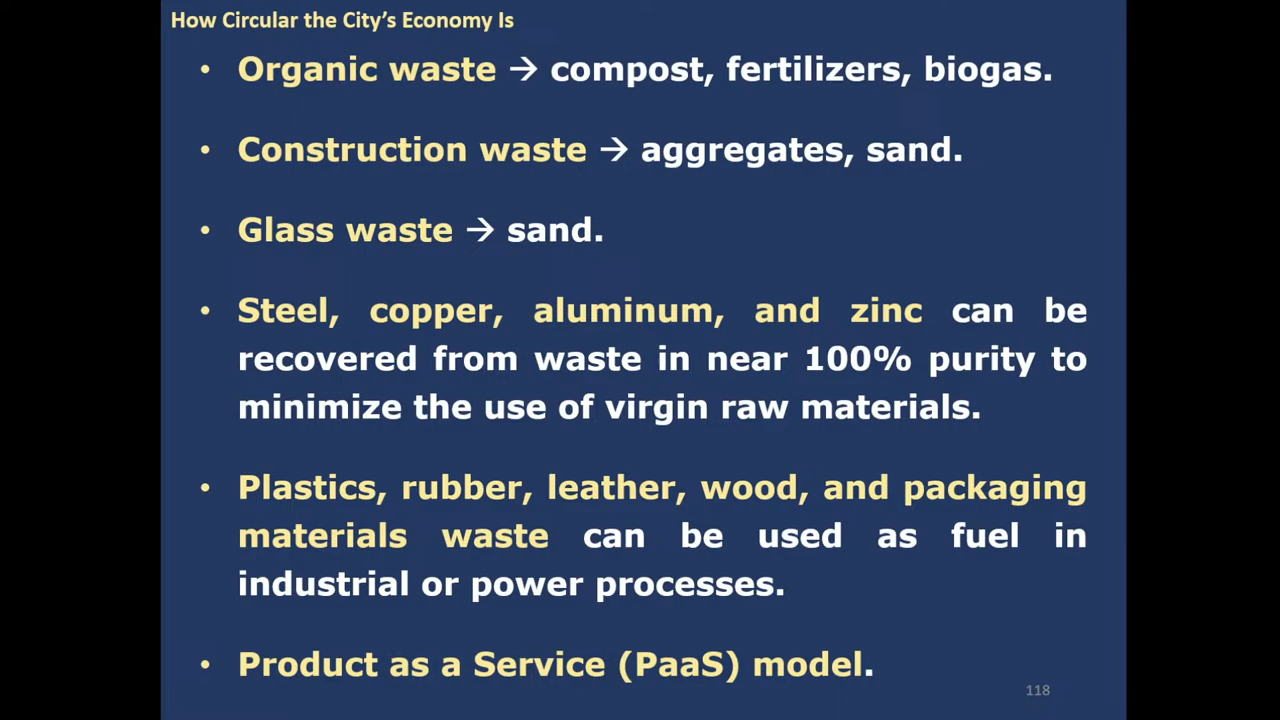 How Circular the City's Economy Is
• Organic waste → compost, fertilizers, biogas.
• Construction waste → aggregates, sand.
• Glass waste → sand.
• Steel, copper, aluminum, and zinc can be
recovered from waste in near 100% purity to
minimize the use of virgin raw materials.
• Plastics, rubber, leather, wood, and packaging
materials waste can be used as fuel in
industrial or power processes.
• Product as a Service (PaaS) model.
118